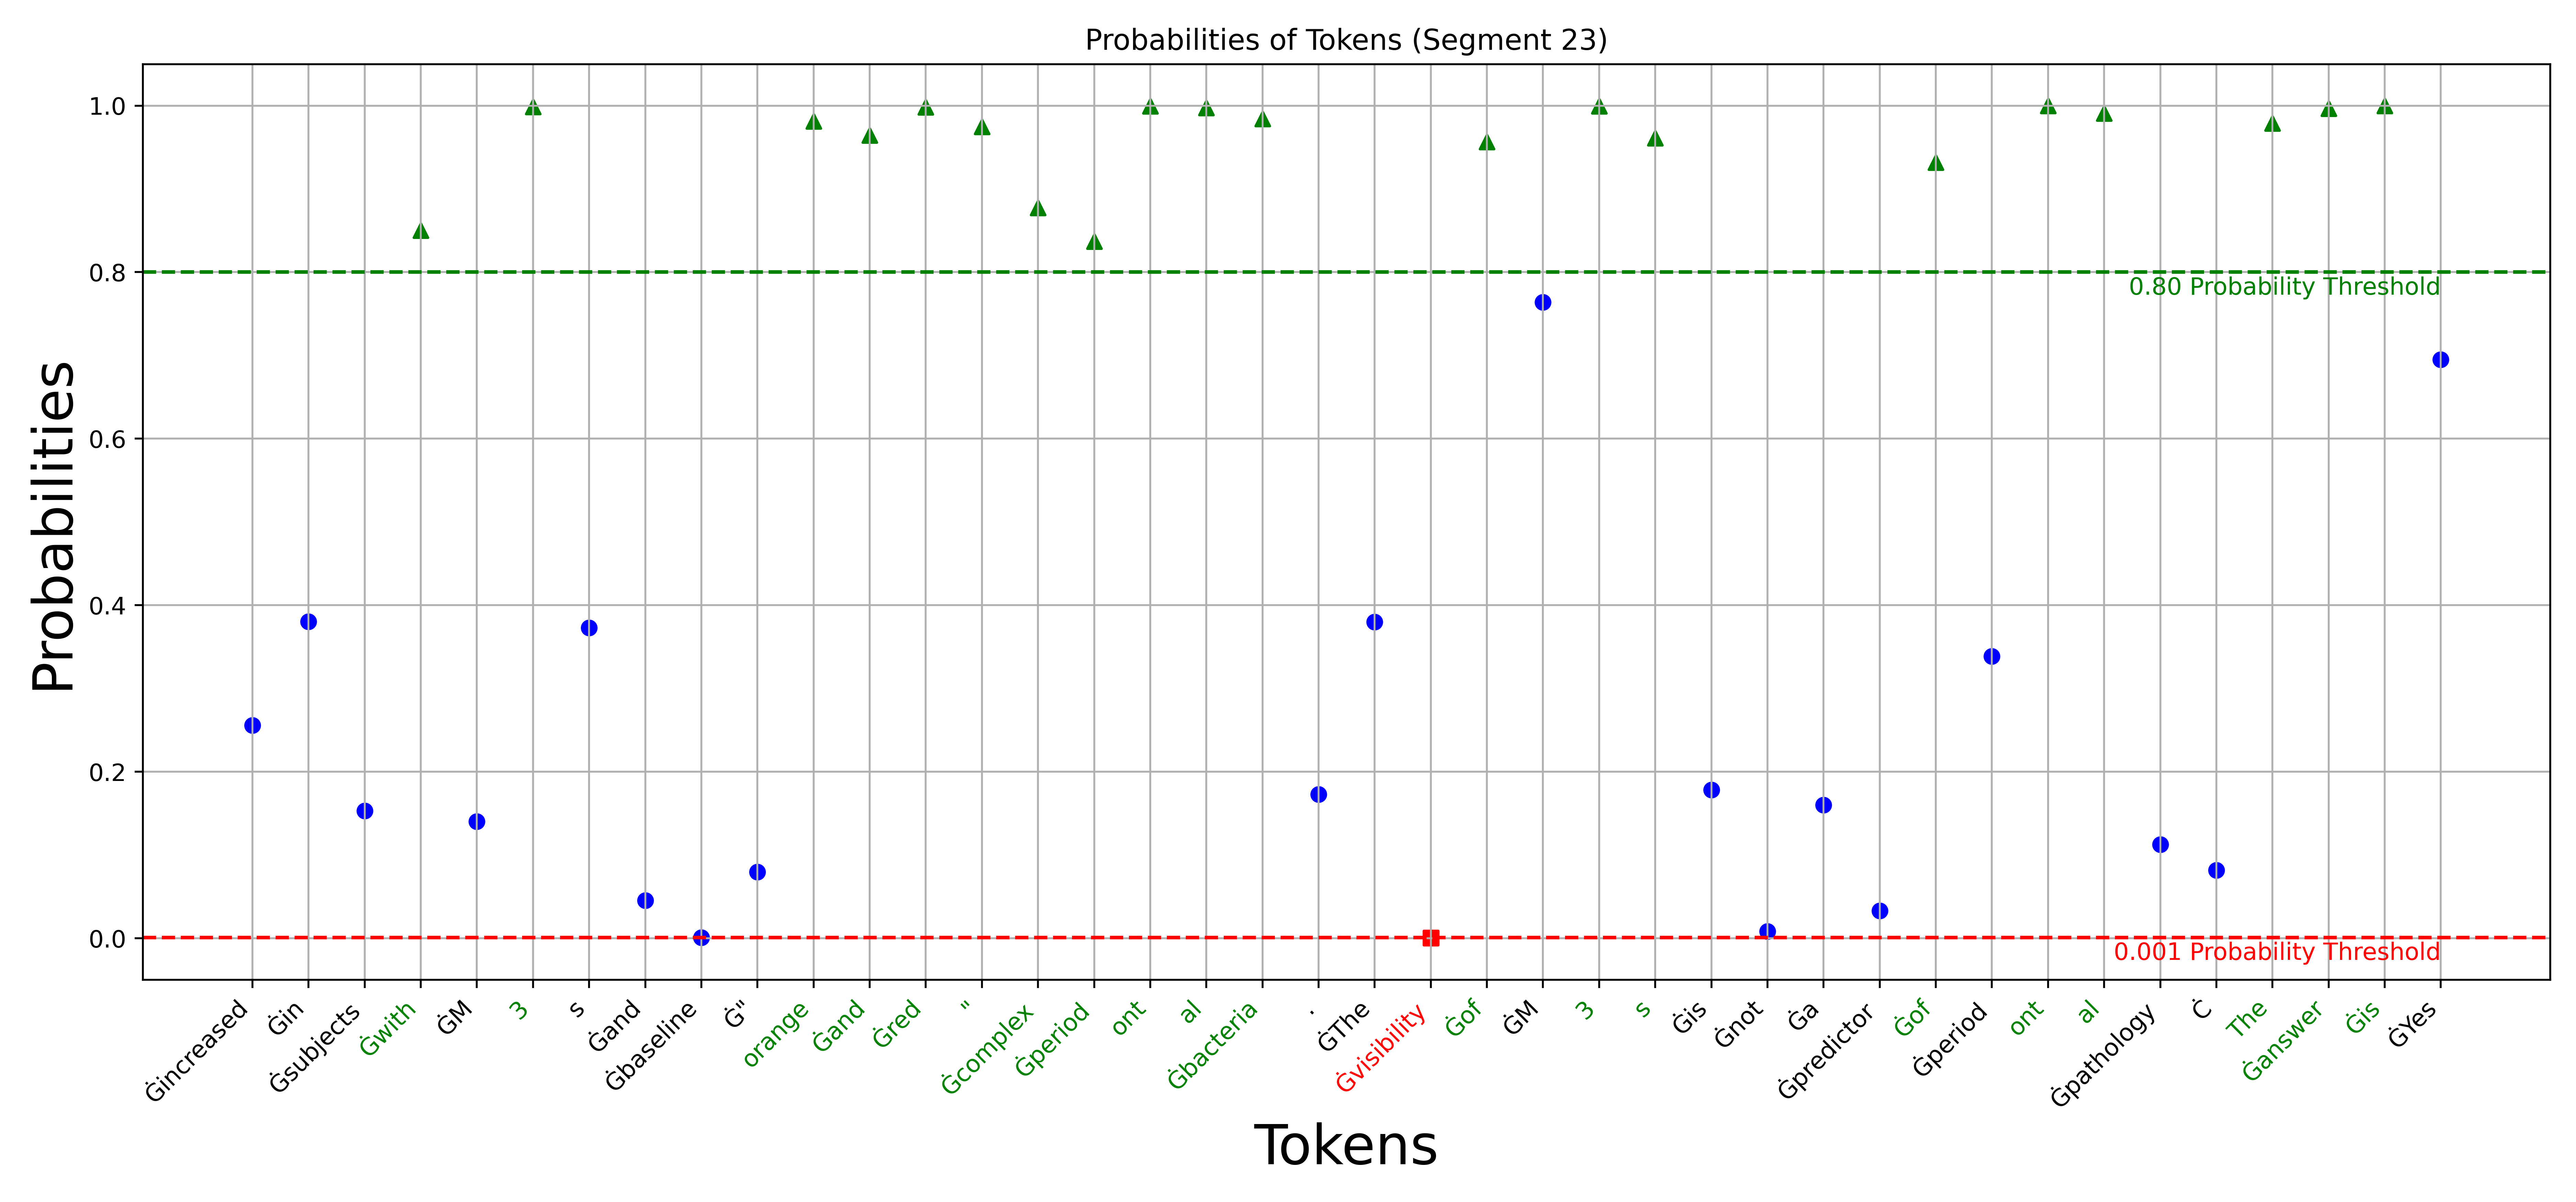 Probabilities of Tokens (Segment 23)
Probabilities
1.0
0.8
0.6
0.4
0.2
0.0
0.80 Probability Threshold
0.001 Probability Threshold
Ġincreased
Ġin
Ġsubjects
Ġwith
ĠM
3
s
Ġand
Ġbaseline
Ġ"
orange
Ġand
Ġred
"
Ġcomplex
Ġperiod
ont
al
Ġbacteria
.
ĠThe
Ġvisibility
Ġof
ĠM
3
s
Ġis
Ġnot
Ġa
Ġpredictor
Ġof
Ġperiod
ont
al
Ġpathology
Ċ
The
Ġanswer
Ġis
ĠYes
Tokens